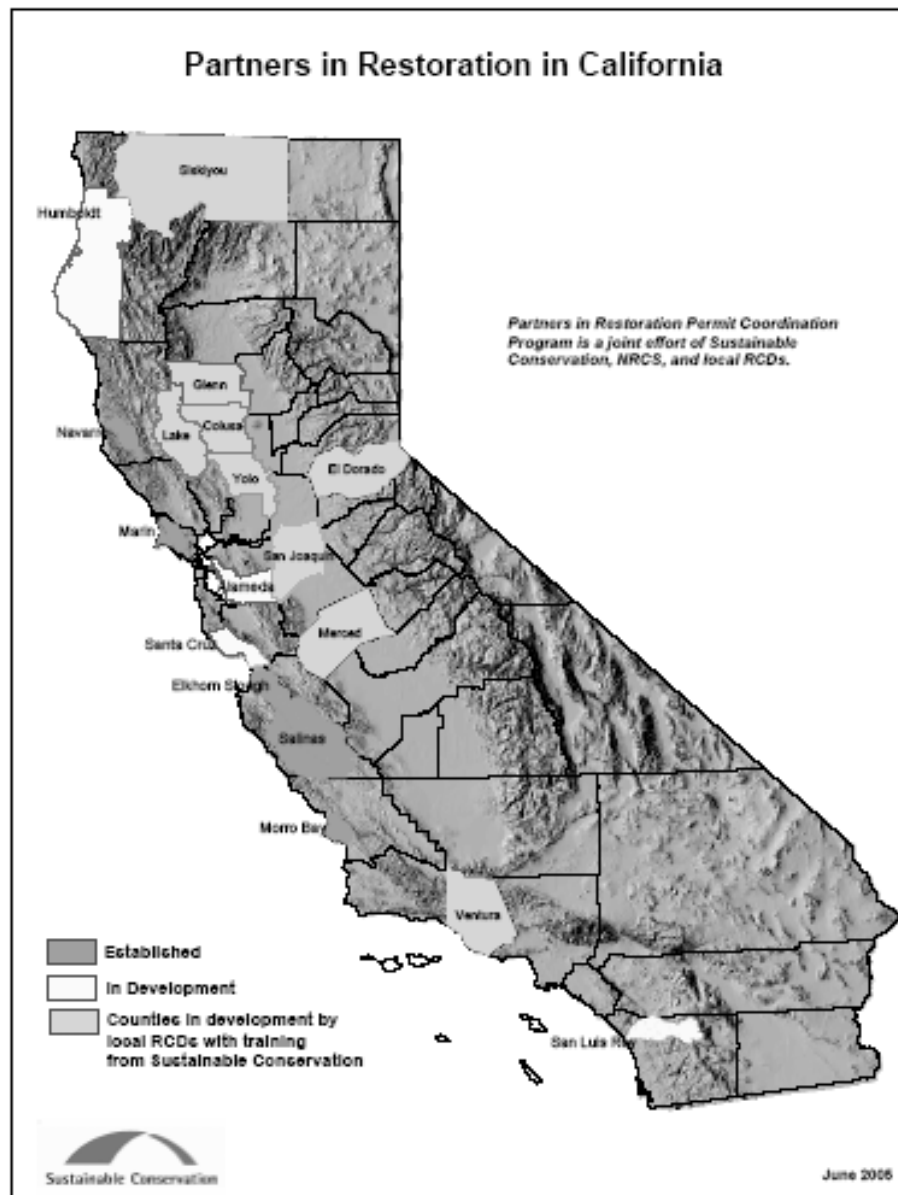 Partners in Restoration in California
Siskiyou
Humboldt
Partners in Restoration Permit Coordination
Program is a joint effort of Sustainable
Conservation, NRCS, and local RCDs.
Glenn
Colusa
Navarro
Lake
Yolo
El Dorado
Marin
San Joaquin
Alameda
Merced
Santa Cruz
Elkhorn Slough
Salinas
Morro Bay
Ventura
Established
In Development
Counties in development by
local RCDs with training
from Sustainable Conservation
San Luis Rey
Sustainable Conservation
June 2005